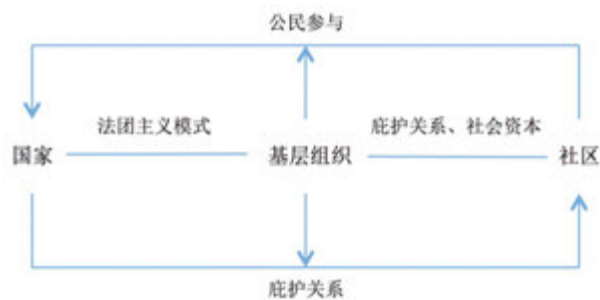 公民参与
法团主义模式
庇护关系、社会资本
国家
基层组织
社区
庇护关系